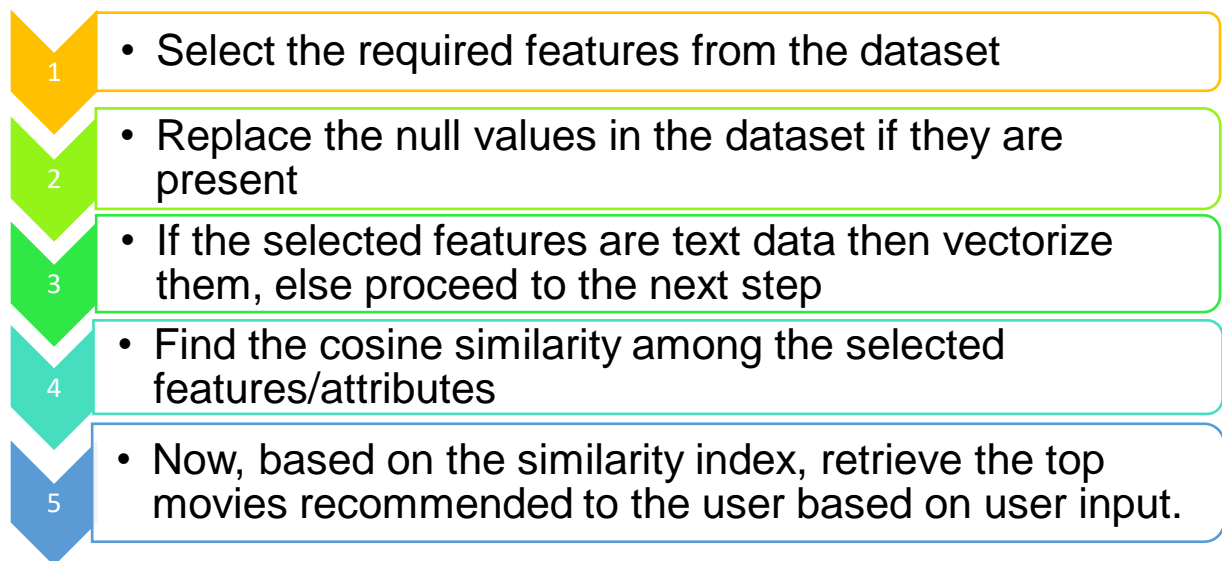 1
• Select the required features from the dataset
2
• Replace the null values in the dataset if they are
present
3
• If the selected features are text data then vectorize
them, else proceed to the next step
4
• Find the cosine similarity among the selected
features/attributes
5
• Now, based on the similarity index, retrieve the top
movies recommended to the user based on user input.